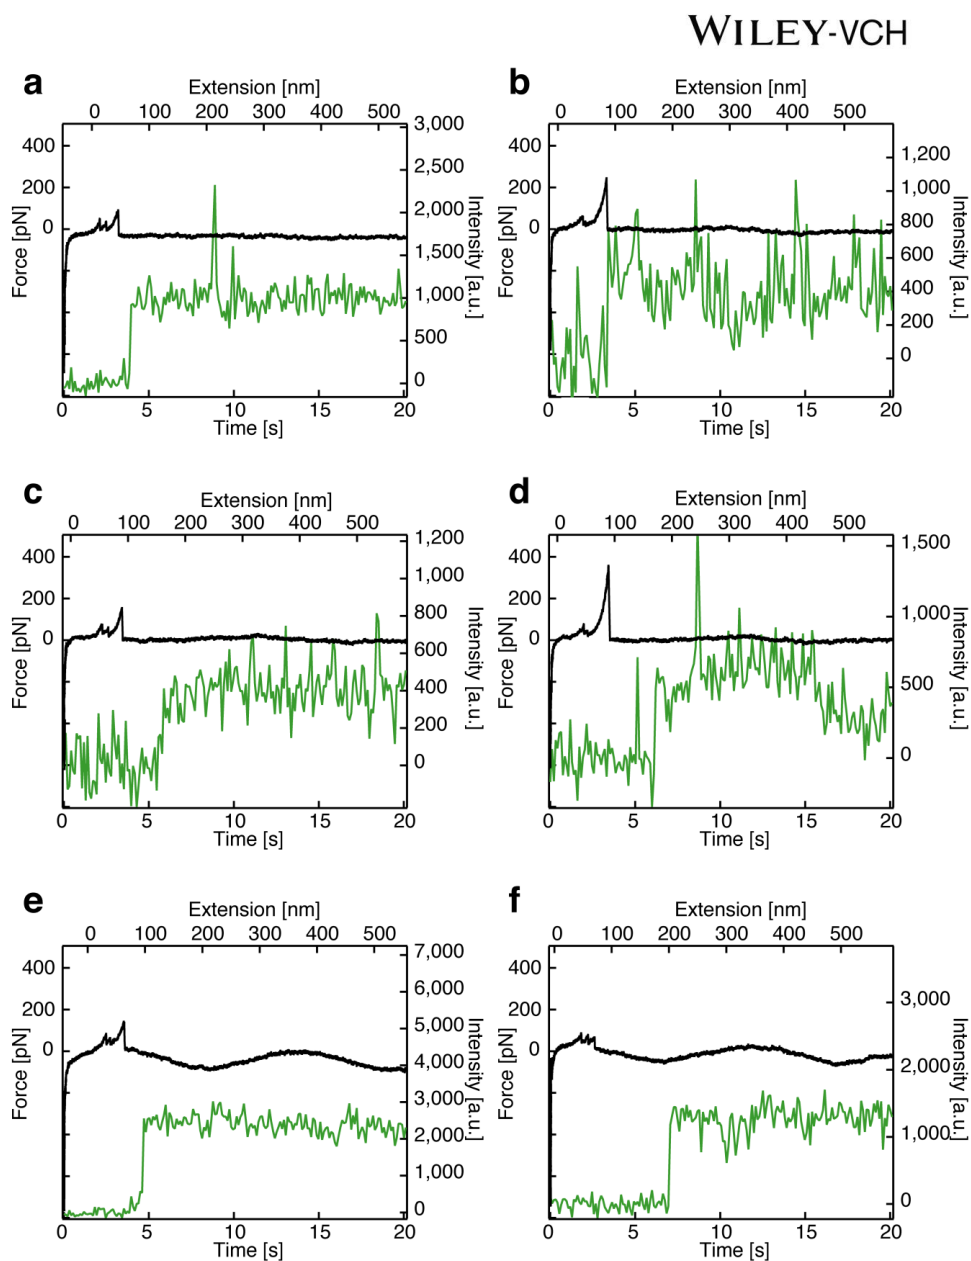 WILEY-VCH
a
Extension [nm]
0 100 200 300 400 500
Force [pN]
400
200
0
3,000
2,500
2,000
1,500
1,000
500
0
Intensity [a.u.]
0 5 10 15 20
Time [s]
b
Extension [nm]
0 100 200 300 400 500
Force [pN]
400
200
0
1,200
1,000
800
600
400
200
0
Intensity [a.u.]
0 5 10 15 20
Time [s]
c
Extension [nm]
0 100 200 300 400 500
Force [pN]
400
200
0
1,200
1,000
800
600
400
200
0
Intensity [a.u.]
0 5 10 15 20
Time [s]
d
Extension [nm]
0 100 200 300 400 500
Force [pN]
400
200
0
1,500
1,000
500
0
Intensity [a.u.]
0 5 10 15 20
Time [s]
e
Extension [nm]
0 100 200 300 400 500
Force [pN]
400
200
0
7,000
6,000
5,000
4,000
3,000
2,000
1,000
0
Intensity [a.u.]
0 5 10 15 20
Time [s]
f
Extension [nm]
0 100 200 300 400 500
Force [pN]
400
200
0
3,000
2,000
1,000
0
Intensity [a.u.]
0 5 10 15 20
Time [s]